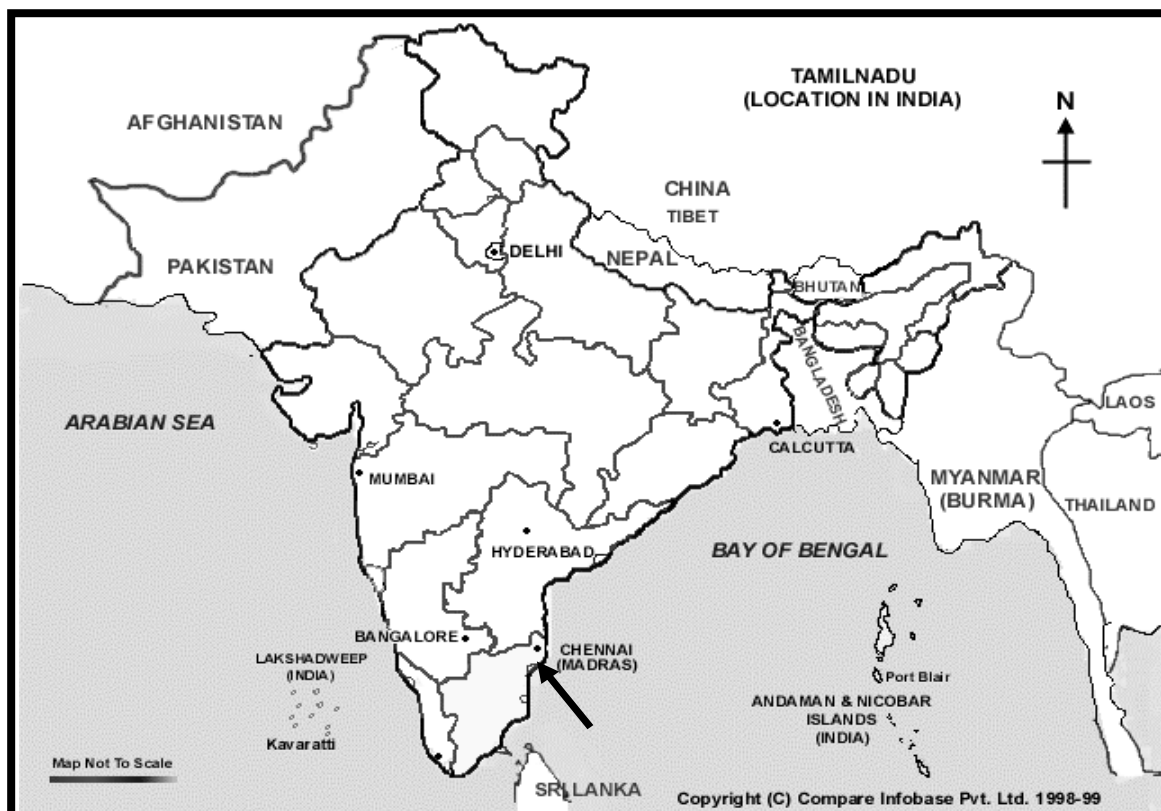 TAMILNADU
(LOCATION IN INDIA)
N
AFGHANISTAN
CHINA
TIBET
PAKISTAN
DELHI
NEPAL
BHUTAN
BANGLADESH
ARABIAN SEA
LAOS
CALCUTTA
MUMBAI
MYANMAR
(BURMA)
THAILAND
HYDERABAD
BAY OF BENGAL
BANGALORE
CHENNAI
(MADRAS)
LAKSHADWEEP
(INDIA)
Port Blair
ANDAMAN & NICOBAR
ISLANDS
(INDIA)
Kavaratti
Map Not To Scale
SRI LANKA
Copyright (C) Compare Infobase Pvt. Ltd. 1998-99